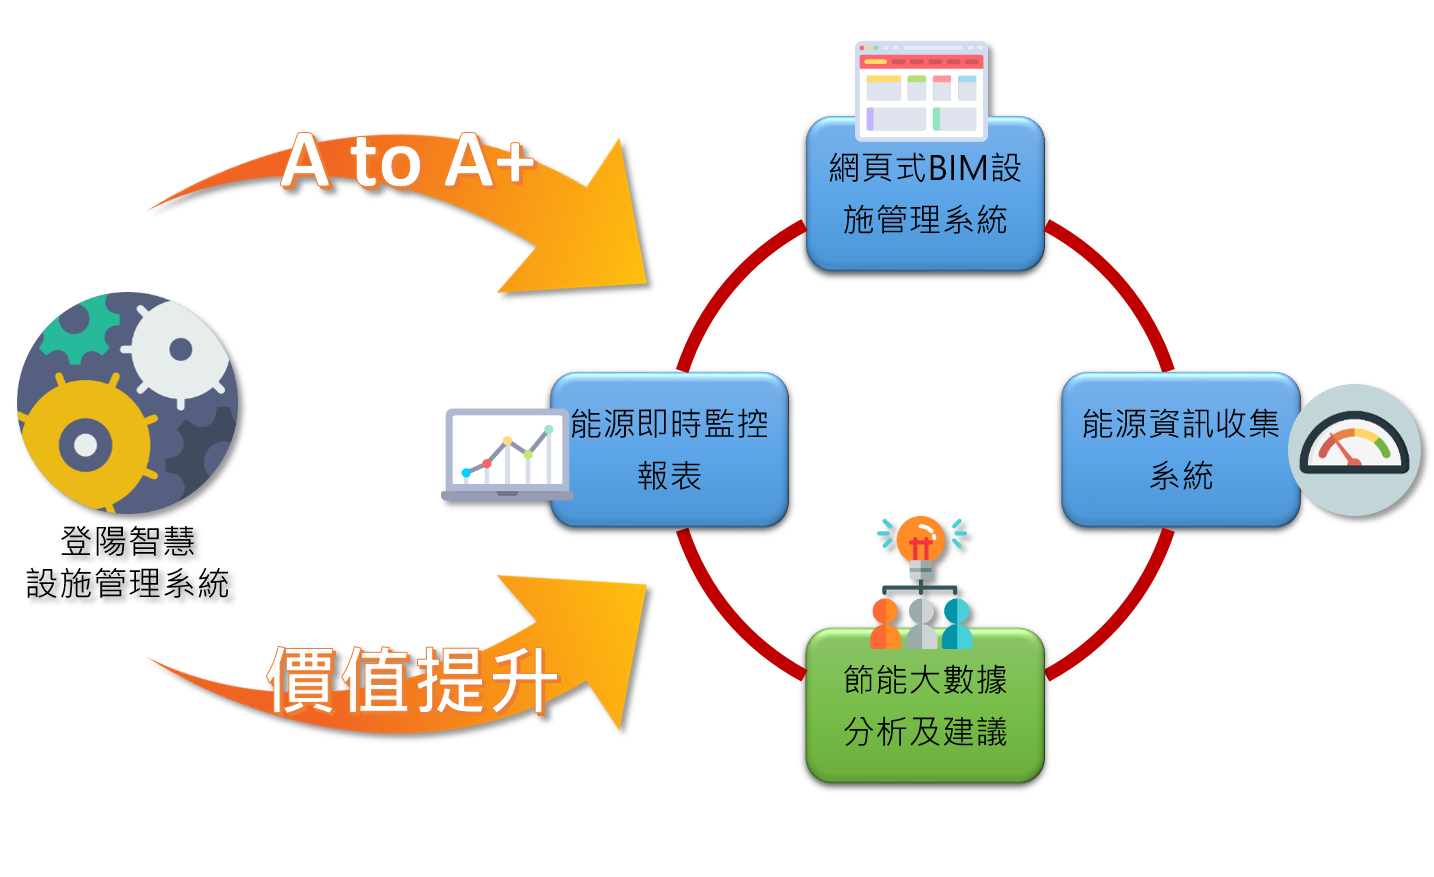 A to A+
網頁式BIM設
施管理系統
能源即時監控
報表
能源資訊收集
系統
登陽智慧
設施管理系統
價值提升
節能大數據
分析及建議